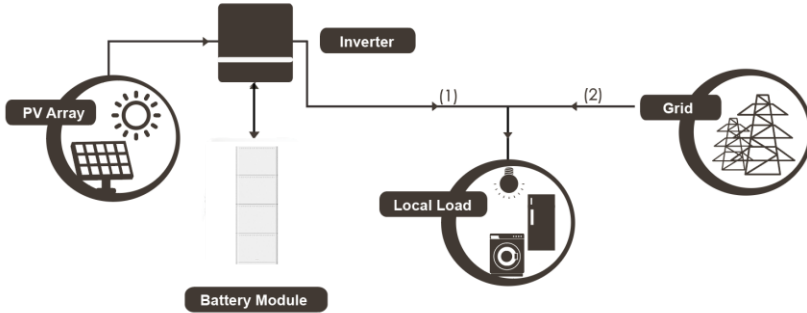 Inverter
PV Array
(1)
(2)
Grid
Local Load
Battery Module